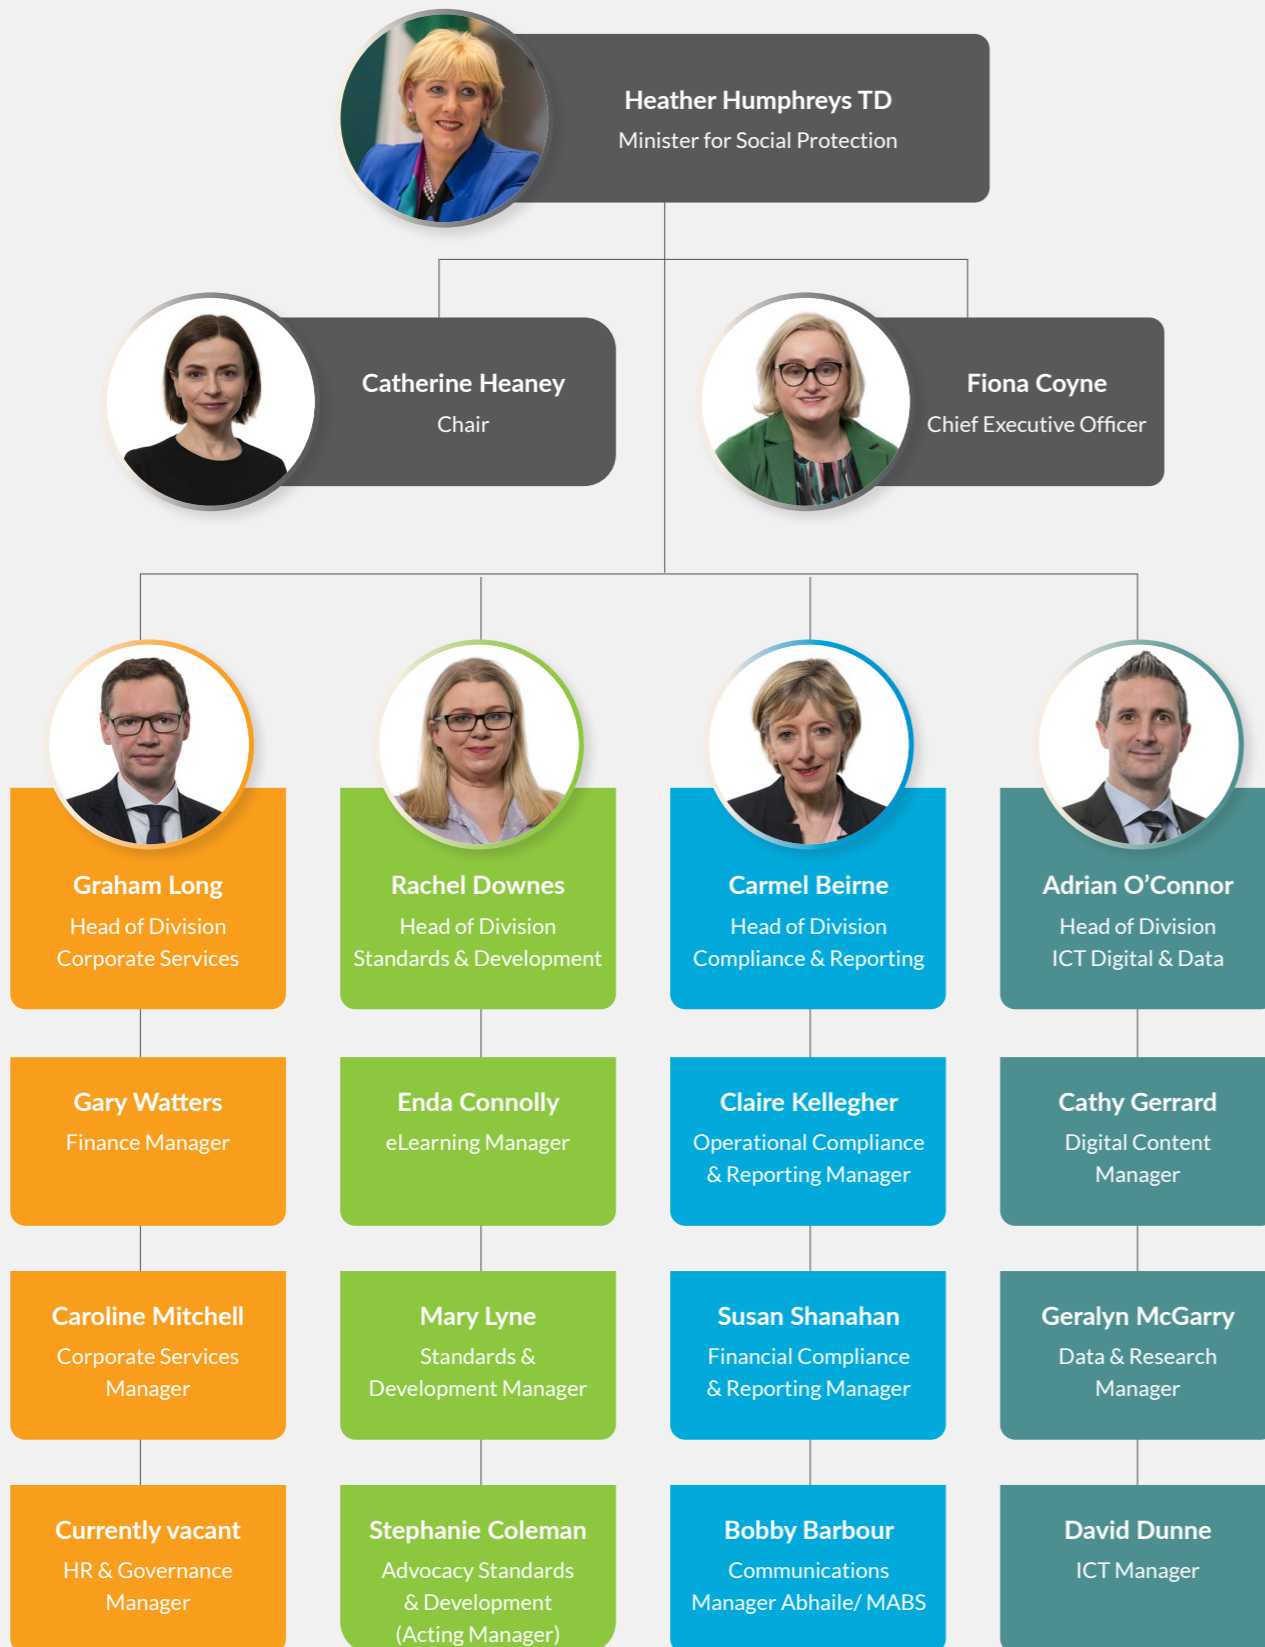 Heather Humphreys TD
Minister for Social Protection
Catherine Heaney
Chair
Fiona Coyne
Chief Executive Officer
Graham Long
Head of Division
Corporate Services
Rachel Downes
Head of Division
Standards & Development
Carmel Beirne
Head of Division
Compliance & Reporting
Adrian O’Connor
Head of Division
ICT Digital & Data
Gary Watters
Finance Manager
Enda Connolly
eLearning Manager
Claire Kellegher
Operational Compliance
& Reporting Manager
Cathy Gerrard
Digital Content
Manager
Caroline Mitchell
Corporate Services
Manager
Mary Lyne
Standards &
Development Manager
Susan Shanahan
Financial Compliance
& Reporting Manager
Geralyn McGarry
Data & Research
Manager
Currently vacant
HR & Governance
Manager
Stephanie Coleman
Advocacy Standards
& Development
(Acting Manager)
Bobby Barbour
Communications
Manager Abhaile/ MABS
David Dunne
ICT Manager